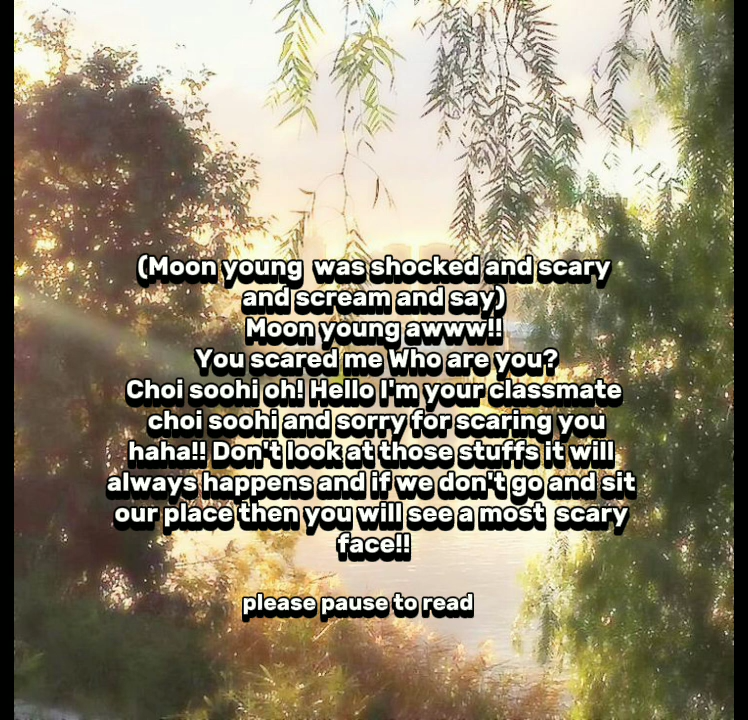 (Moon young was shocked and scary
and scream and say)
Moon young awww!!
You scared me Who are you?
Choi soohi oh! Hello I'm your classmate
choi soohi and sorry for scaring you
haha!! Don't look at those stuffs it will
always happens and if we don't go and sit
our place then you will see a most scary
face!!
please pause to read